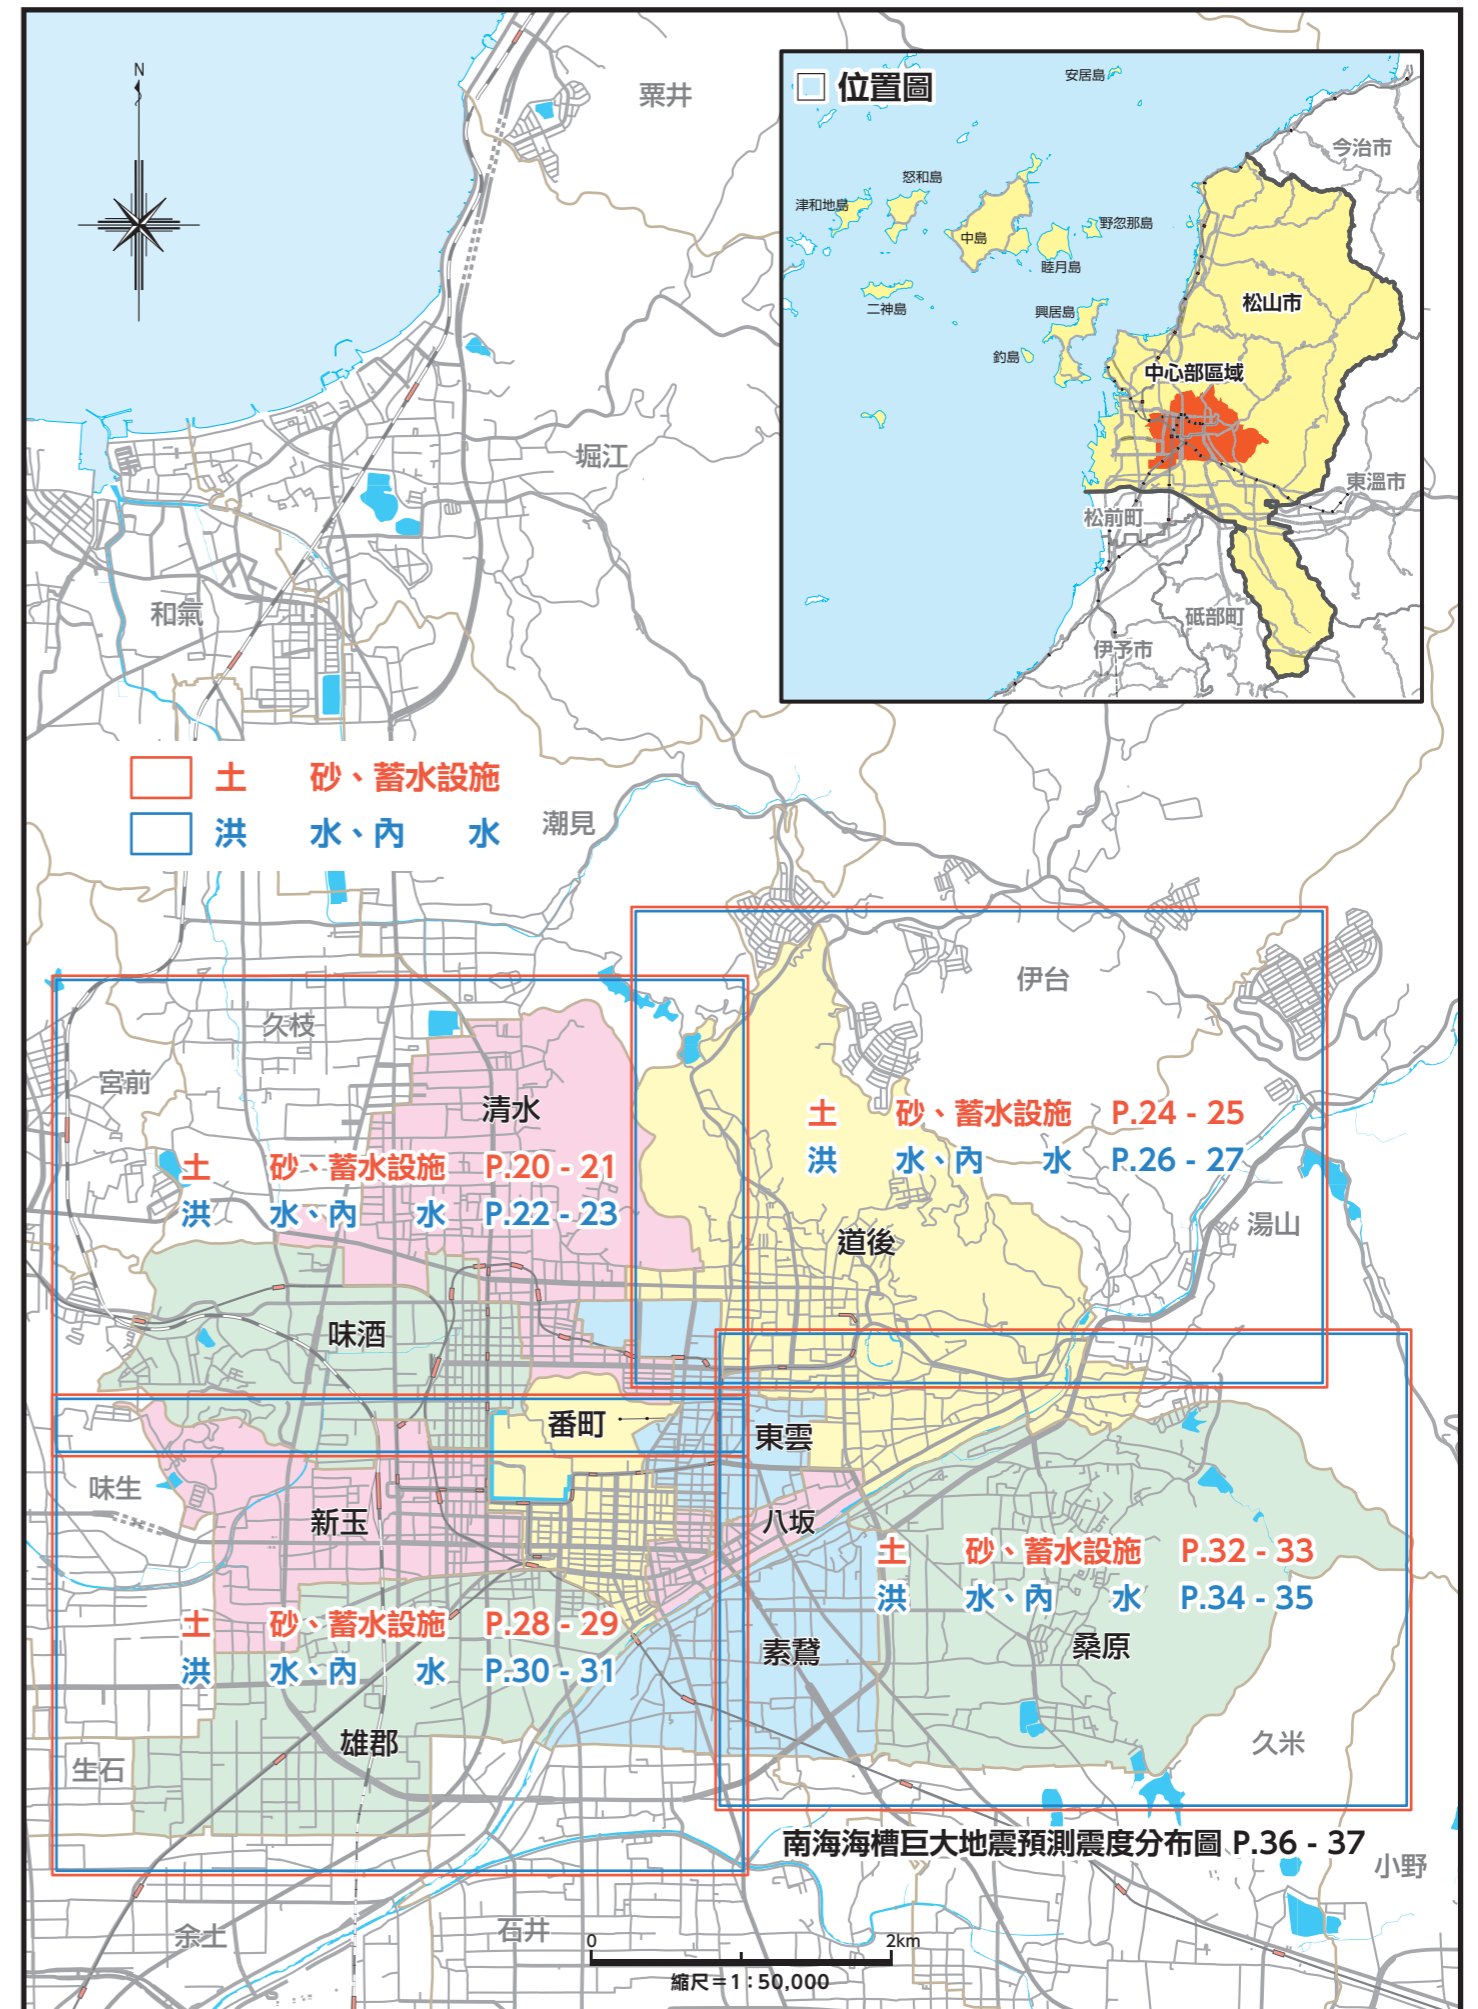 N
粟井
□ 位置圖
安居島
今治市
怒和島
津和地島
中島
野忽那島
睦月島
二神島
興居島
釣島
松山市
中心部區域
東溫市
松前町
砥部町
伊予市
堀江
和氣
土 砂、蓄水設施
洪 水、內 水
潮見
伊台
久枝
宮前
清水
土 砂、蓄水設施 P.24 - 25
洪 水、內 水 P.26 - 27
土 砂、蓄水設施 P.20 - 21
洪 水、內 水 P.22 - 23
湯山
道後
味酒
番町
東雲
味生
新玉
八坂
土 砂、蓄水設施 P.32 - 33
洪 水、內 水 P.34 - 35
土 砂、蓄水設施 P.28 - 29
洪 水、內 水 P.30 - 31
素鵞
桑原
雄郡
久米
生石
南海海槽巨大地震預測震度分布圖 P.36 - 37
小野
余土
石井
0 2km
縮尺＝1：50,000